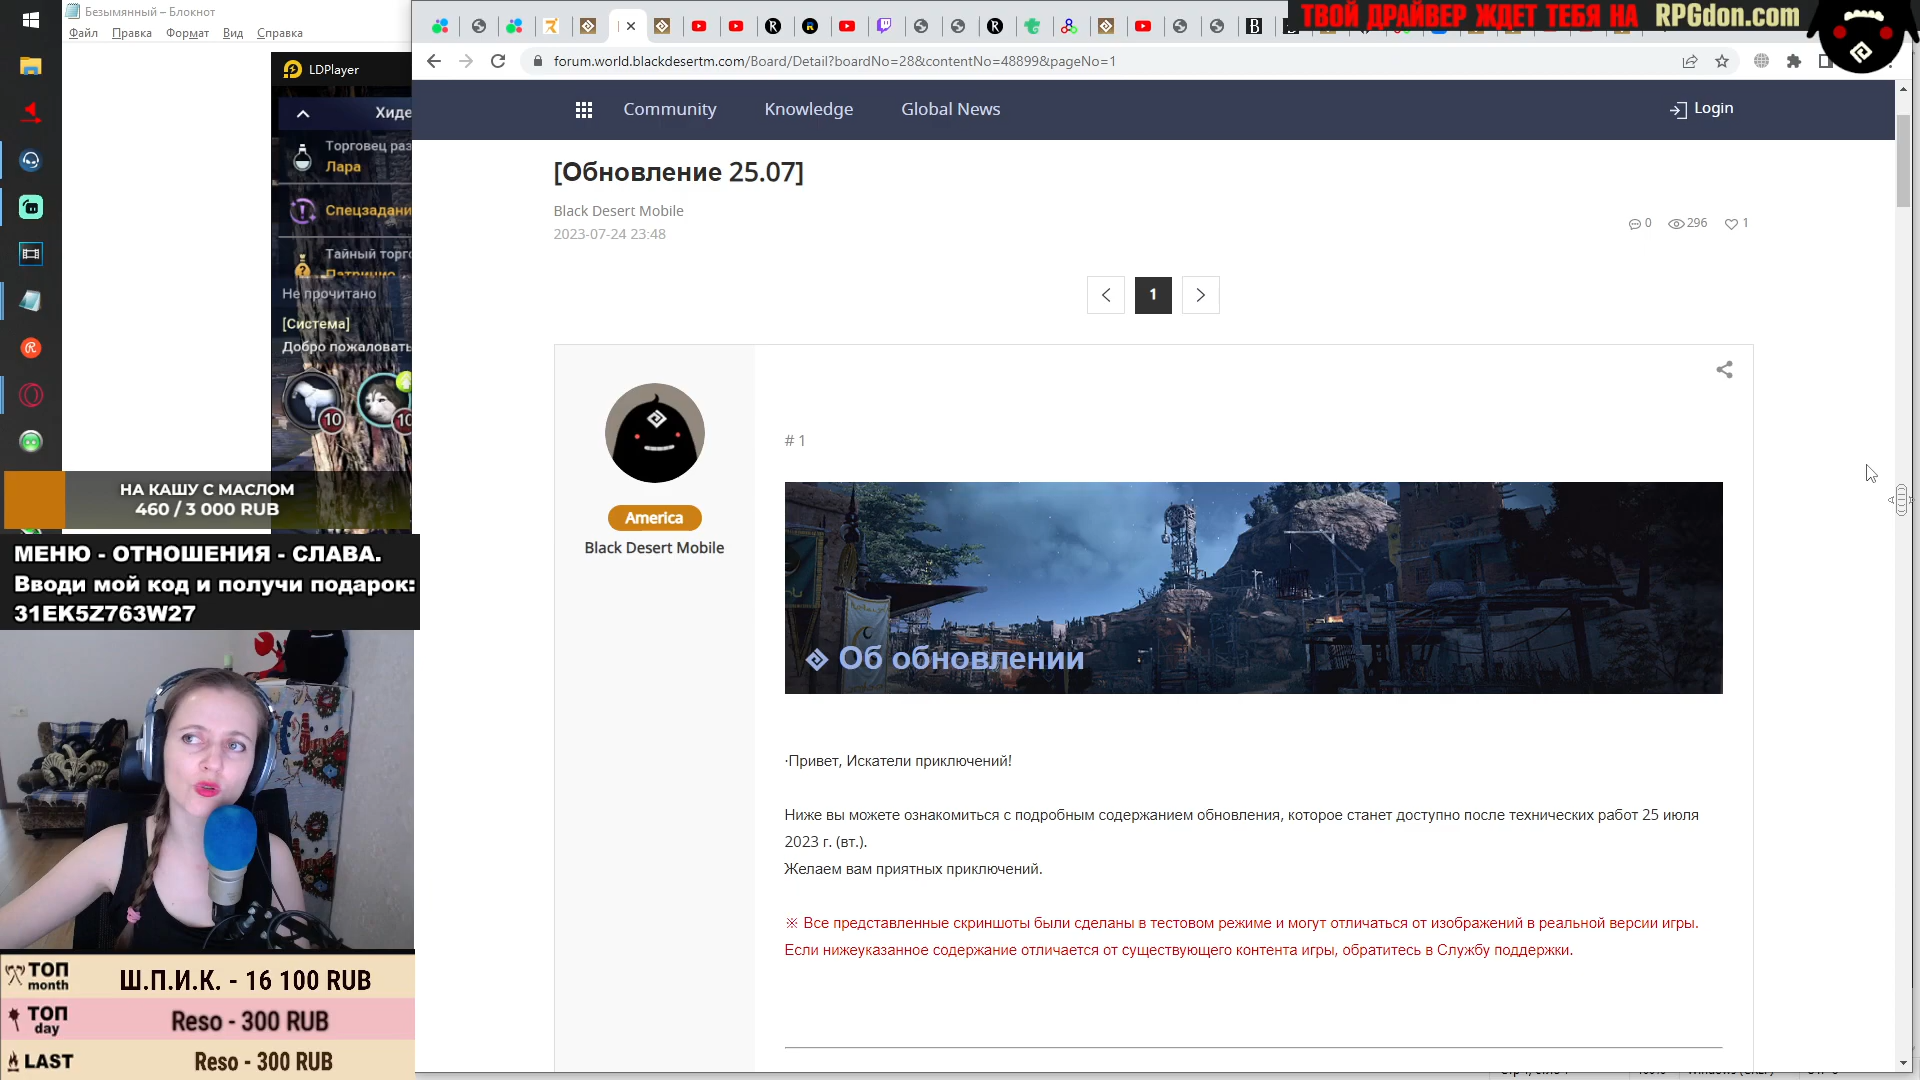 Безымянный – Блокнот
Файл Правка Формат Вид Справка
LDPlayer
Хиде
Торговец раз
Лара
Спецзадани
Тайный торго
Патрицио
Не прочитано
[Система]
Добро пожаловать
10
10
НА КАШУ С МАСЛОМ
460 / 3 000 RUB
МЕНЮ - ОТНОШЕНИЯ - СЛАВА.
Вводи мой код и получи подарок:
31EK5Z763W27
ТОП month Ш.П.И.К. - 16 100 RUB
ТОП day Reso - 300 RUB
LAST Reso - 300 RUB
ТВОЙ ДРАЙВЕР ЖДЕТ ТЕБЯ НА RPGdon.com
forum.world.blackdesertm.com/Board/Detail?boardNo=28&contentNo=48899&pageNo=1
Community Knowledge Global News Login
[Обновление 25.07]
Black Desert Mobile
2023-07-24 23:48
0 296 1
1
# 1
America
Black Desert Mobile
Об обновлении
·Привет, Искатели приключений!
Ниже вы можете ознакомиться с подробным содержанием обновления, которое станет доступно после технических работ 25 июля
2023 г. (вт.).
Желаем вам приятных приключений.
※ Все представленные скриншоты были сделаны в тестовом режиме и могут отличаться от изображений в реальной версии игры.
Если нижеуказанное содержание отличается от существующего контента игры, обратитесь в Службу поддержки.